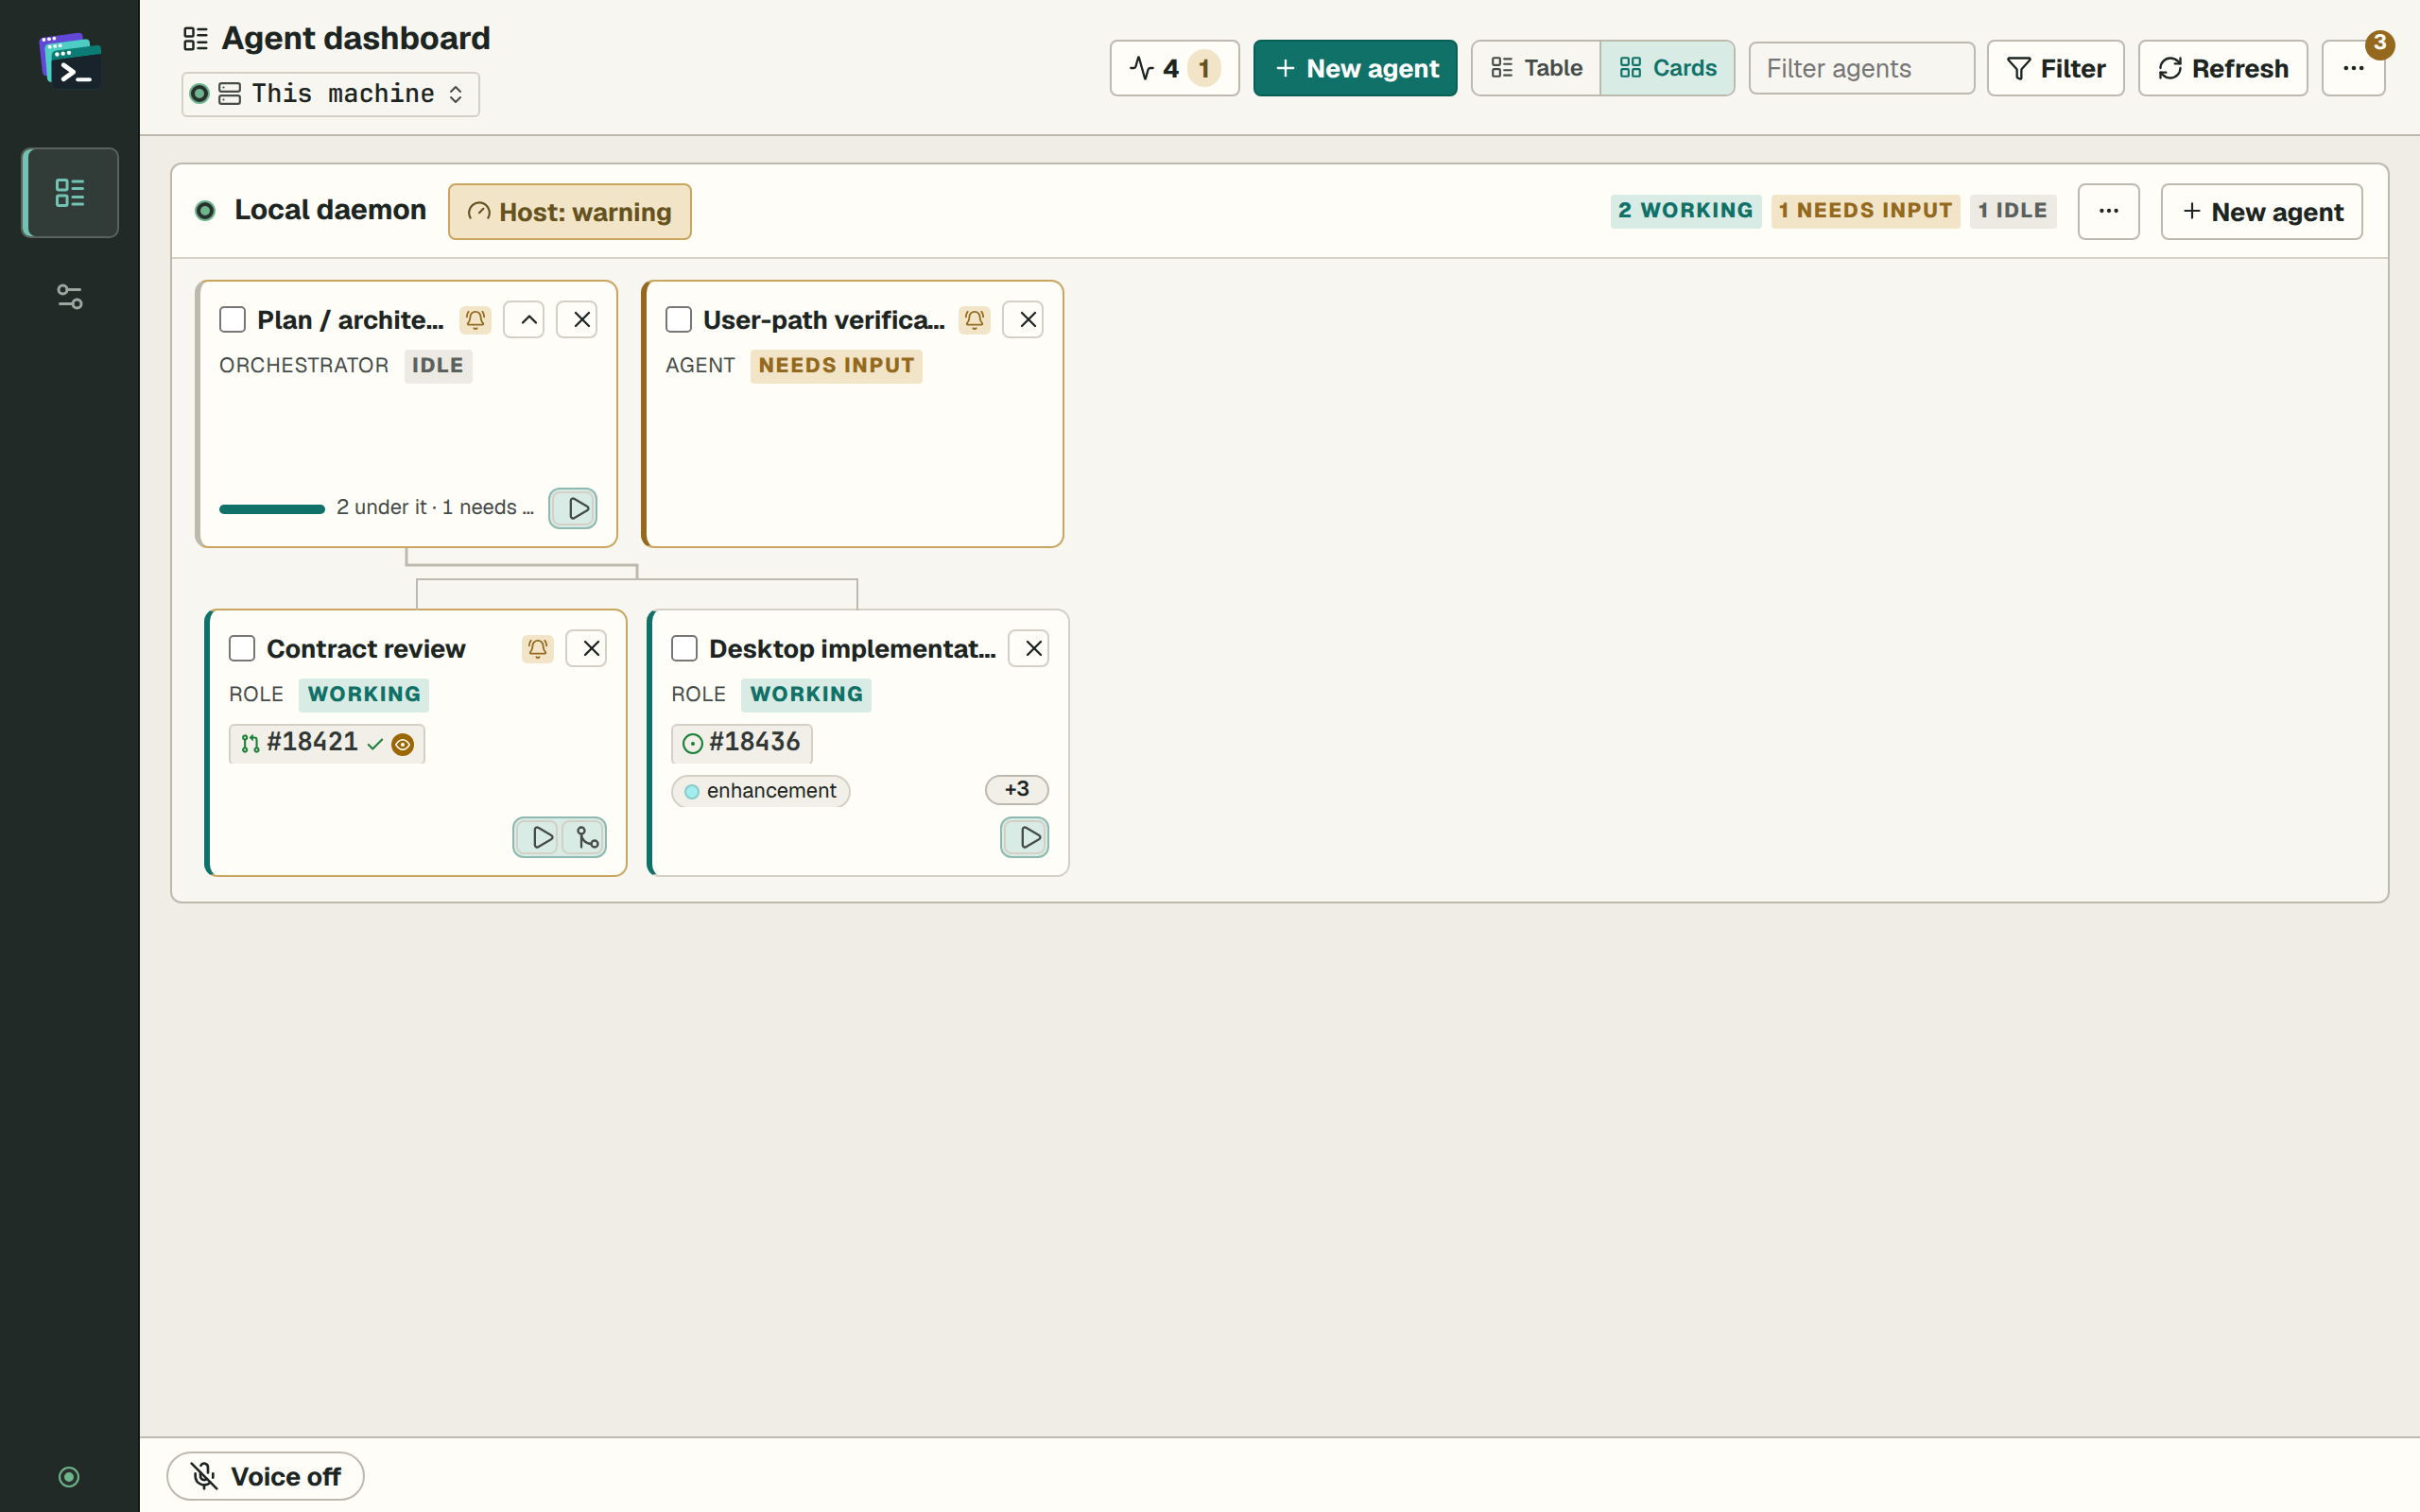 Agent dashboard
This machine
4 1
New agent
Table
Cards
Filter agents
Filter
Refresh
3
Local daemon
Host: warning
2 WORKING
1 NEEDS INPUT
1 IDLE
New agent
Plan / archite...
ORCHESTRATOR IDLE
2 under it · 1 needs ...
User-path verifica...
AGENT NEEDS INPUT
Contract review
ROLE WORKING
#18421
Desktop implementat...
ROLE WORKING
#18436
enhancement
+3
Voice off